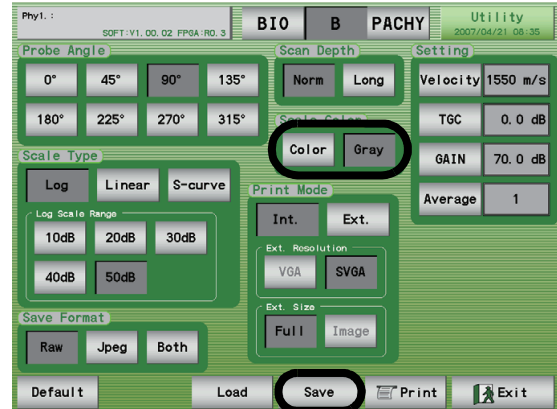 Phy1. :
SOFT:V1.00.02 FPGA:R0.3
BIO
B
PACHY
Utility
2007/04/21 08:35
Probe Angle
0° 45° 90° 135°
180° 225° 270° 315°
Scan Depth
Norm Long
Scale Color
Color Gray
Setting
Velocity 1550 m/s
TGC 0.0 dB
GAIN 70.0 dB
Average 1
Scale Type
Log Linear S-curve
Log Scale Range
10dB 20dB 30dB
40dB 50dB
Print Mode
Int. Ext.
Ext. Resolution
VGA SVGA
Ext. Size
Full Image
Save Format
Raw Jpeg Both
Default Load Save Print Exit